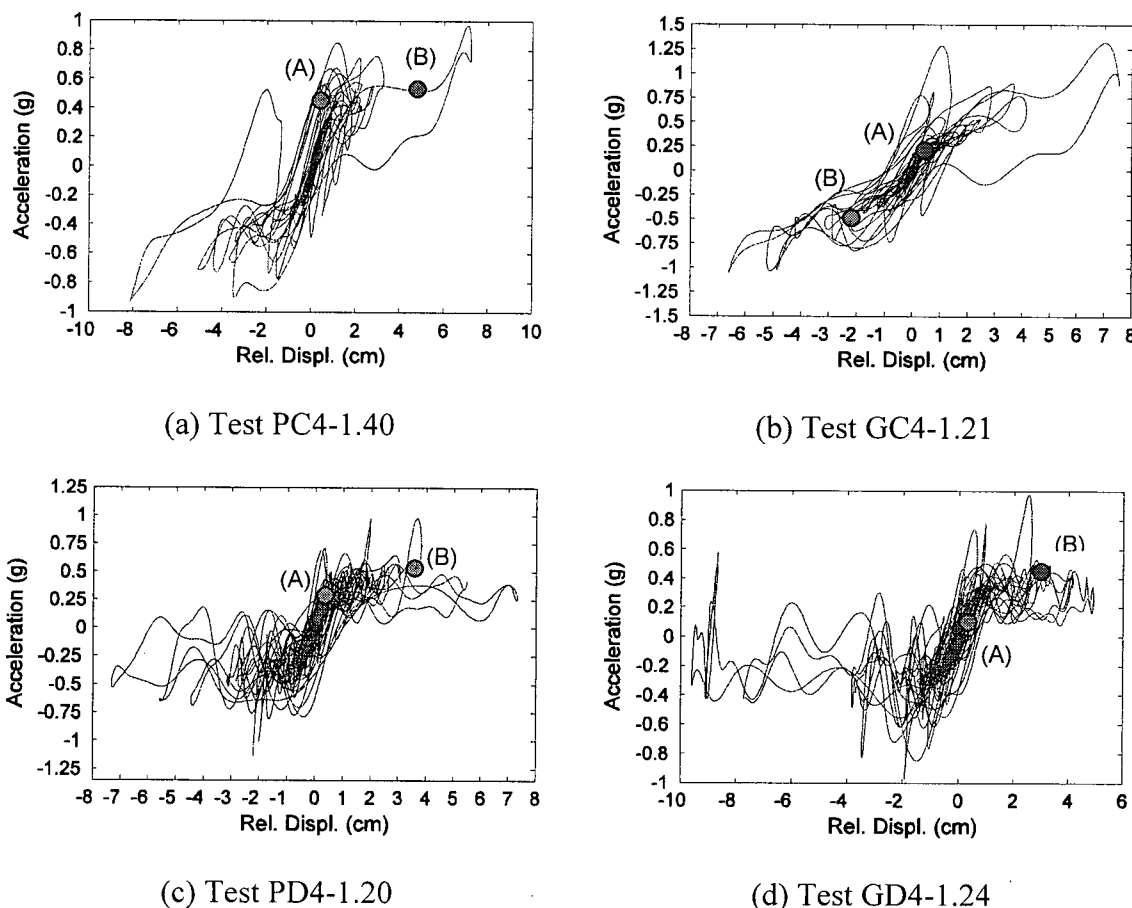 1
0.8
0.6
0.4
0.2
0
-0.2
-0.4
-0.6
-0.8
-1
Acceleration (g)
(A)
(B)
-10 -8 -6 -4 -2 0 2 4 6 8 10
Rel. Displ. (cm)
(a) Test PC4-1.40
1.5
1.25
1
0.75
0.5
0.25
0
-0.25
-0.5
-0.75
-1
-1.25
-1.5
Acceleration (g)
(A)
(B)
-8 -7 -6 -5 -4 -3 -2 -1 0 1 2 3 4 5 6 7 8
Rel. Displ. (cm)
(b) Test GC4-1.21
1.25
1
0.75
0.5
0.25
0
-0.25
-0.5
-0.75
-1
-1.25
Acceleration (g)
(A)
(B)
-8 -7 -6 -5 -4 -3 -2 -1 0 1 2 3 4 5 6 7 8
Rel. Displ. (cm)
(c) Test PD4-1.20
1
0.8
0.6
0.4
0.2
0
-0.2
-0.4
-0.6
-0.8
-1
Acceleration (g)
(B)
(A)
-10 -8 -6 -4 -2 0 2 4 6
Rel. Displ. (cm)
(d) Test GD4-1.24